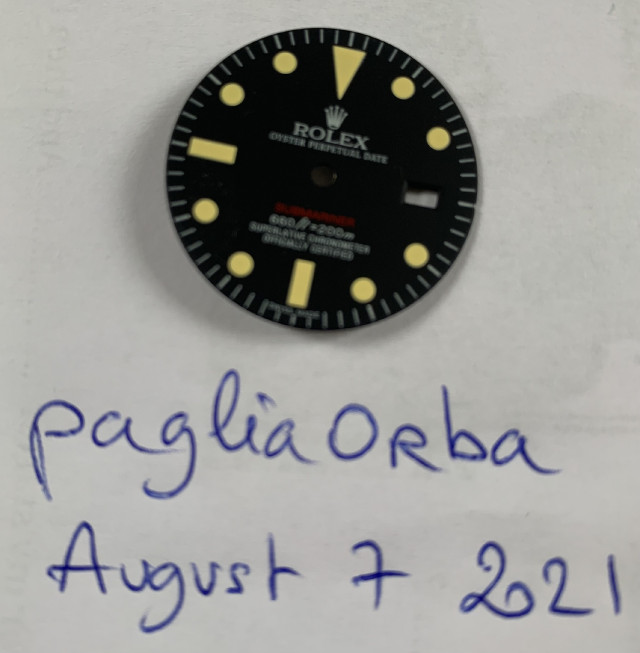 ROLEX
OYSTER PERPETUAL DATE
SUBMARINER
660ft=200m
SUPERLATIVE CHRONOMETER
OFFICIALLY CERTIFIED
pagliaORba
August 7 2021